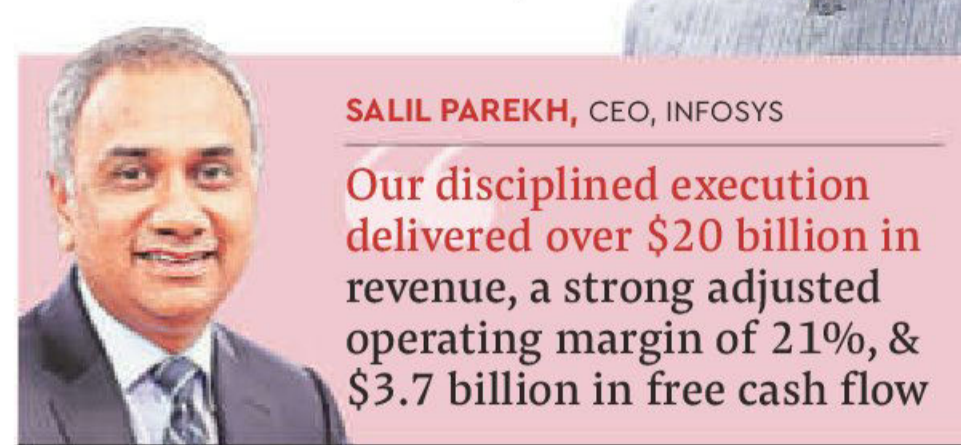 SALIL PAREKH, CEO, INFOSYS
Our disciplined execution
delivered over $20 billion in
revenue, a strong adjusted
operating margin of 21%, &
$3.7 billion in free cash flow